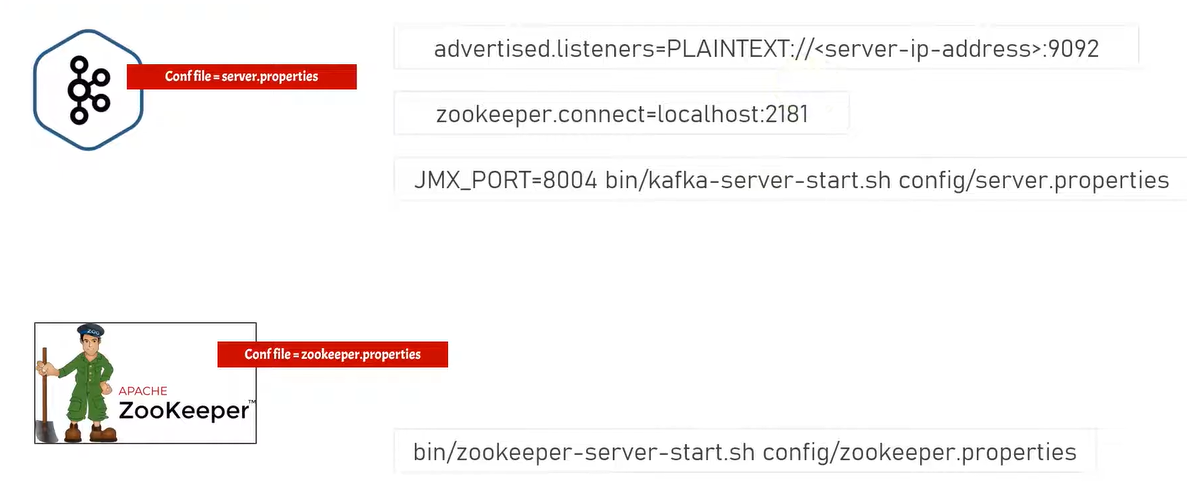 advertised.listeners=PLAINTEXT://<server-ip-address>:9092
Conf file = server.properties
zookeeper.connect=localhost:2181
JMX_PORT=8004 bin/kafka-server-start.sh config/server.properties
ZOO
Conf file = zookeeper.properties
APACHE
ZooKeeper™
bin/zookeeper-server-start.sh config/zookeeper.properties